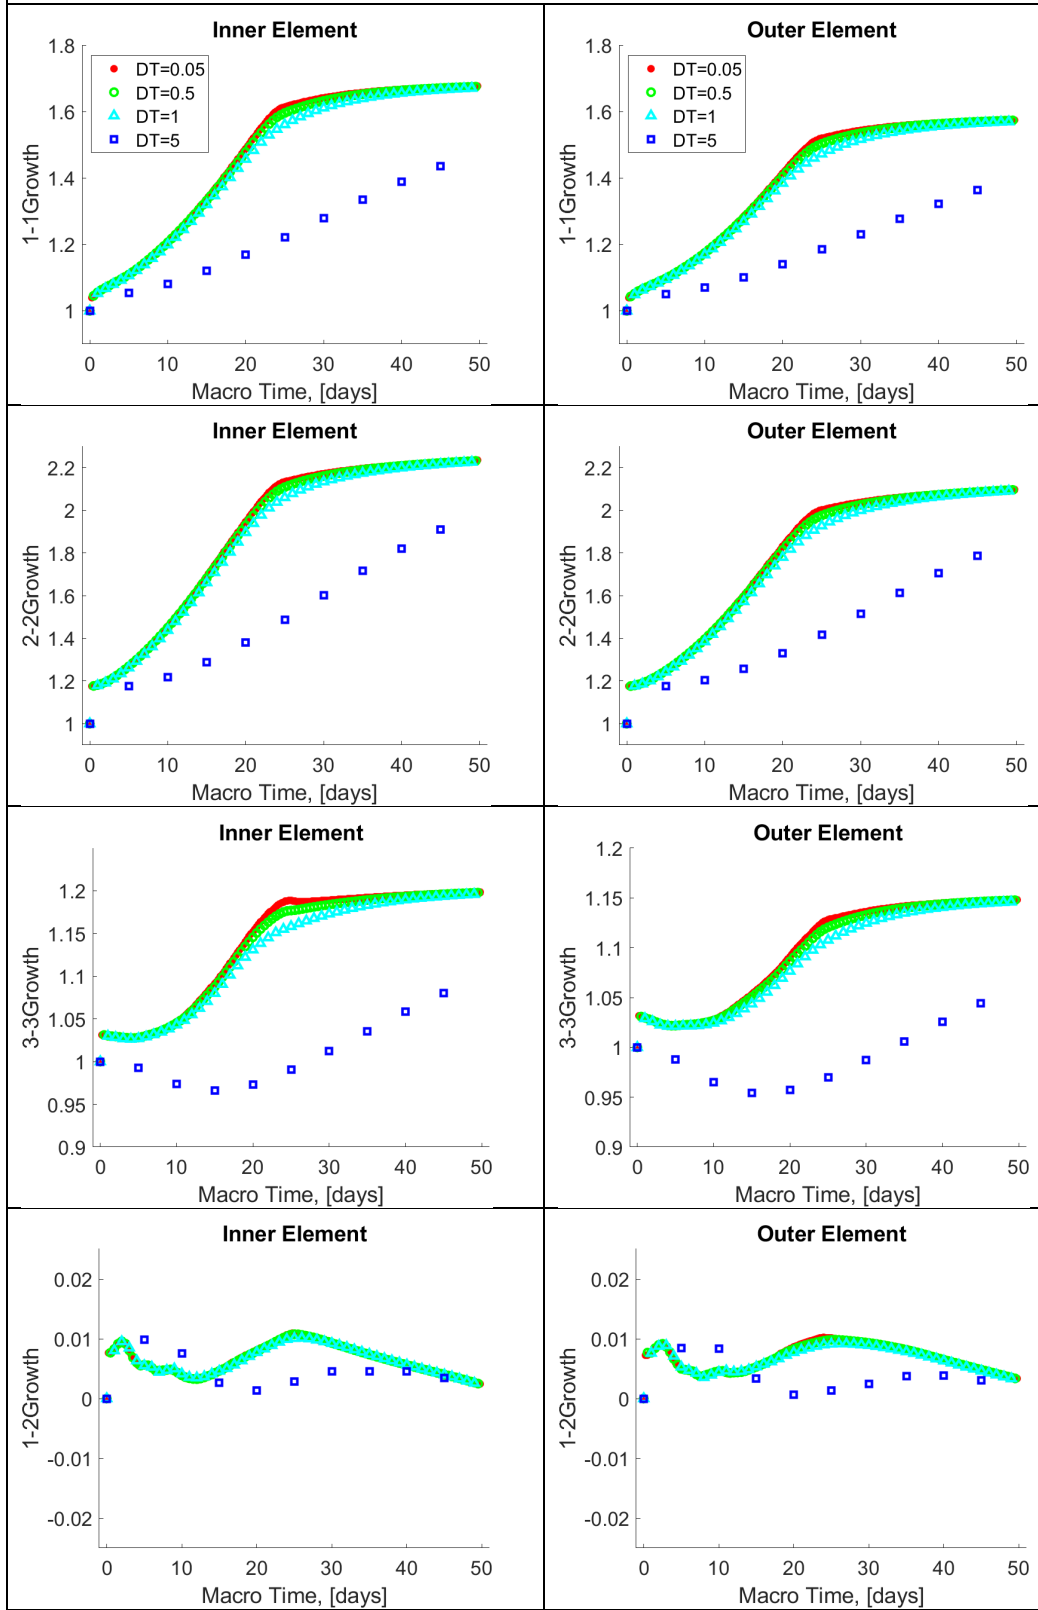 Inner Element
1-1Growth
1.8
1.6
1.4
1.2
1
DT=0.05
DT=0.5
DT=1
DT=5
0 10 20 30 40 50
Macro Time, [days]
Outer Element
1-1Growth
1.8
1.6
1.4
1.2
1
DT=0.05
DT=0.5
DT=1
DT=5
0 10 20 30 40 50
Macro Time, [days]
Inner Element
2-2Growth
2.2
2
1.8
1.6
1.4
1.2
1
0 10 20 30 40 50
Macro Time, [days]
Outer Element
2-2Growth
2.2
2
1.8
1.6
1.4
1.2
1
0 10 20 30 40 50
Macro Time, [days]
Inner Element
3-3Growth
1.2
1.15
1.1
1.05
1
0.95
0.9
0 10 20 30 40 50
Macro Time, [days]
Outer Element
3-3Growth
1.2
1.15
1.1
1.05
1
0.95
0.9
0 10 20 30 40 50
Macro Time, [days]
Inner Element
1-2Growth
0.02
0.01
0
-0.01
-0.02
0 10 20 30 40 50
Macro Time, [days]
Outer Element
1-2Growth
0.02
0.01
0
-0.01
-0.02
0 10 20 30 40 50
Macro Time, [days]